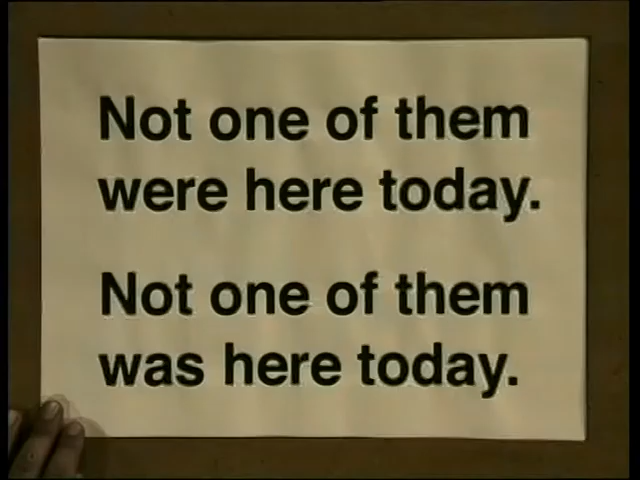 Not one of them
were here today.
Not one of them
was here today.